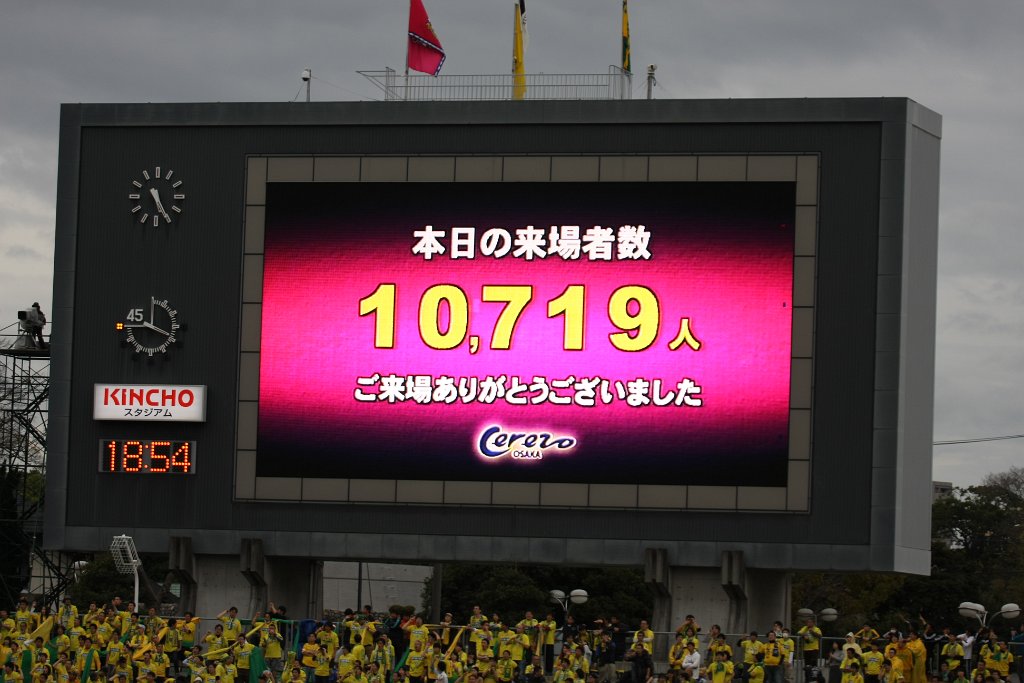 本日の来場者数
10,719人
ご来場ありがとうございました
Cerezo
OSAKA
45
KINCHO
スタジアム
18:54